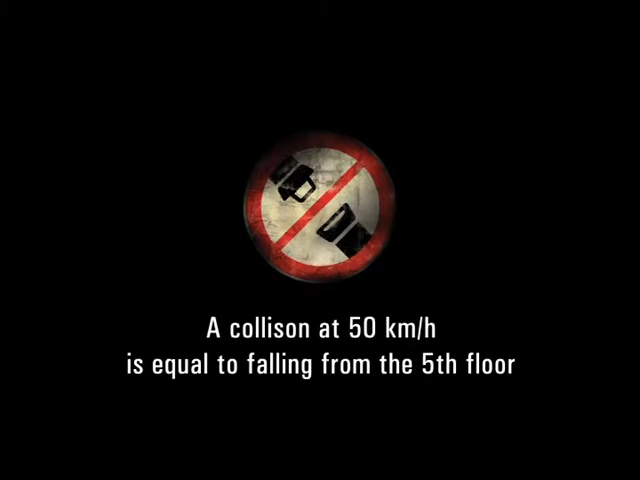 A collison at 50 km/h
is equal to falling from the 5th floor